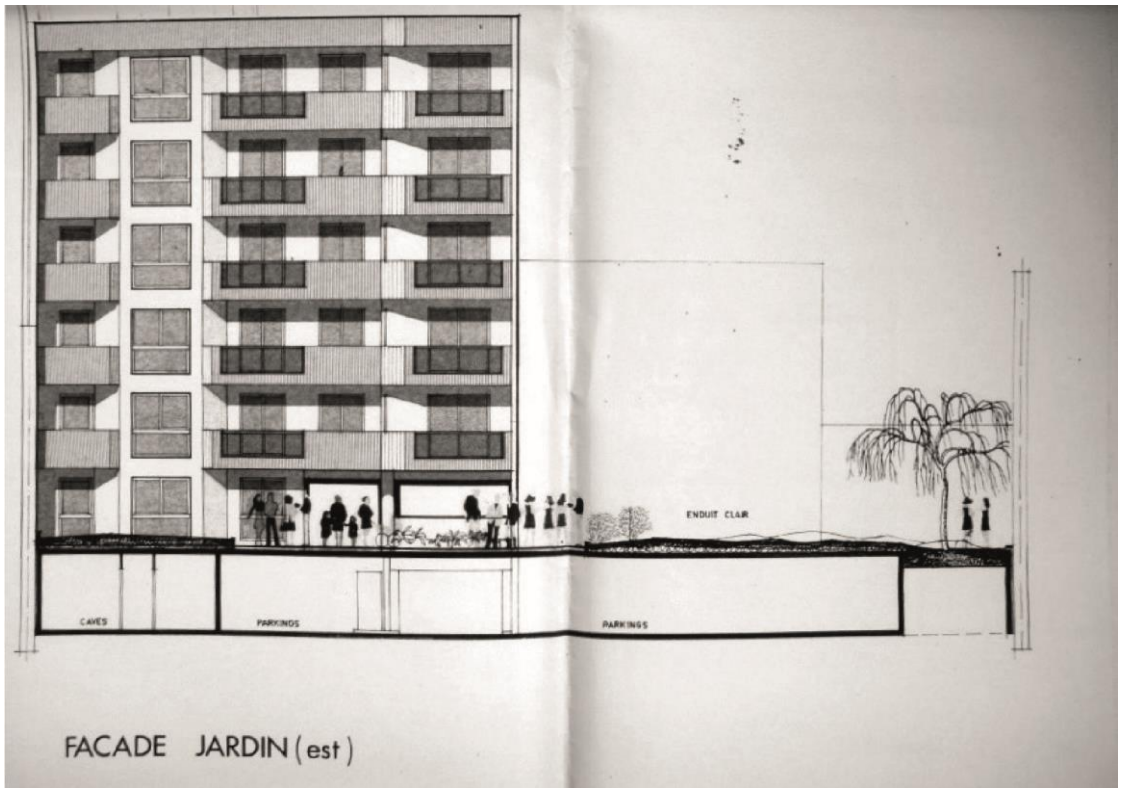 ENDUIT CLAIR
CAVES
PARKINGS
PARKINGS
FACADE JARDIN (est)